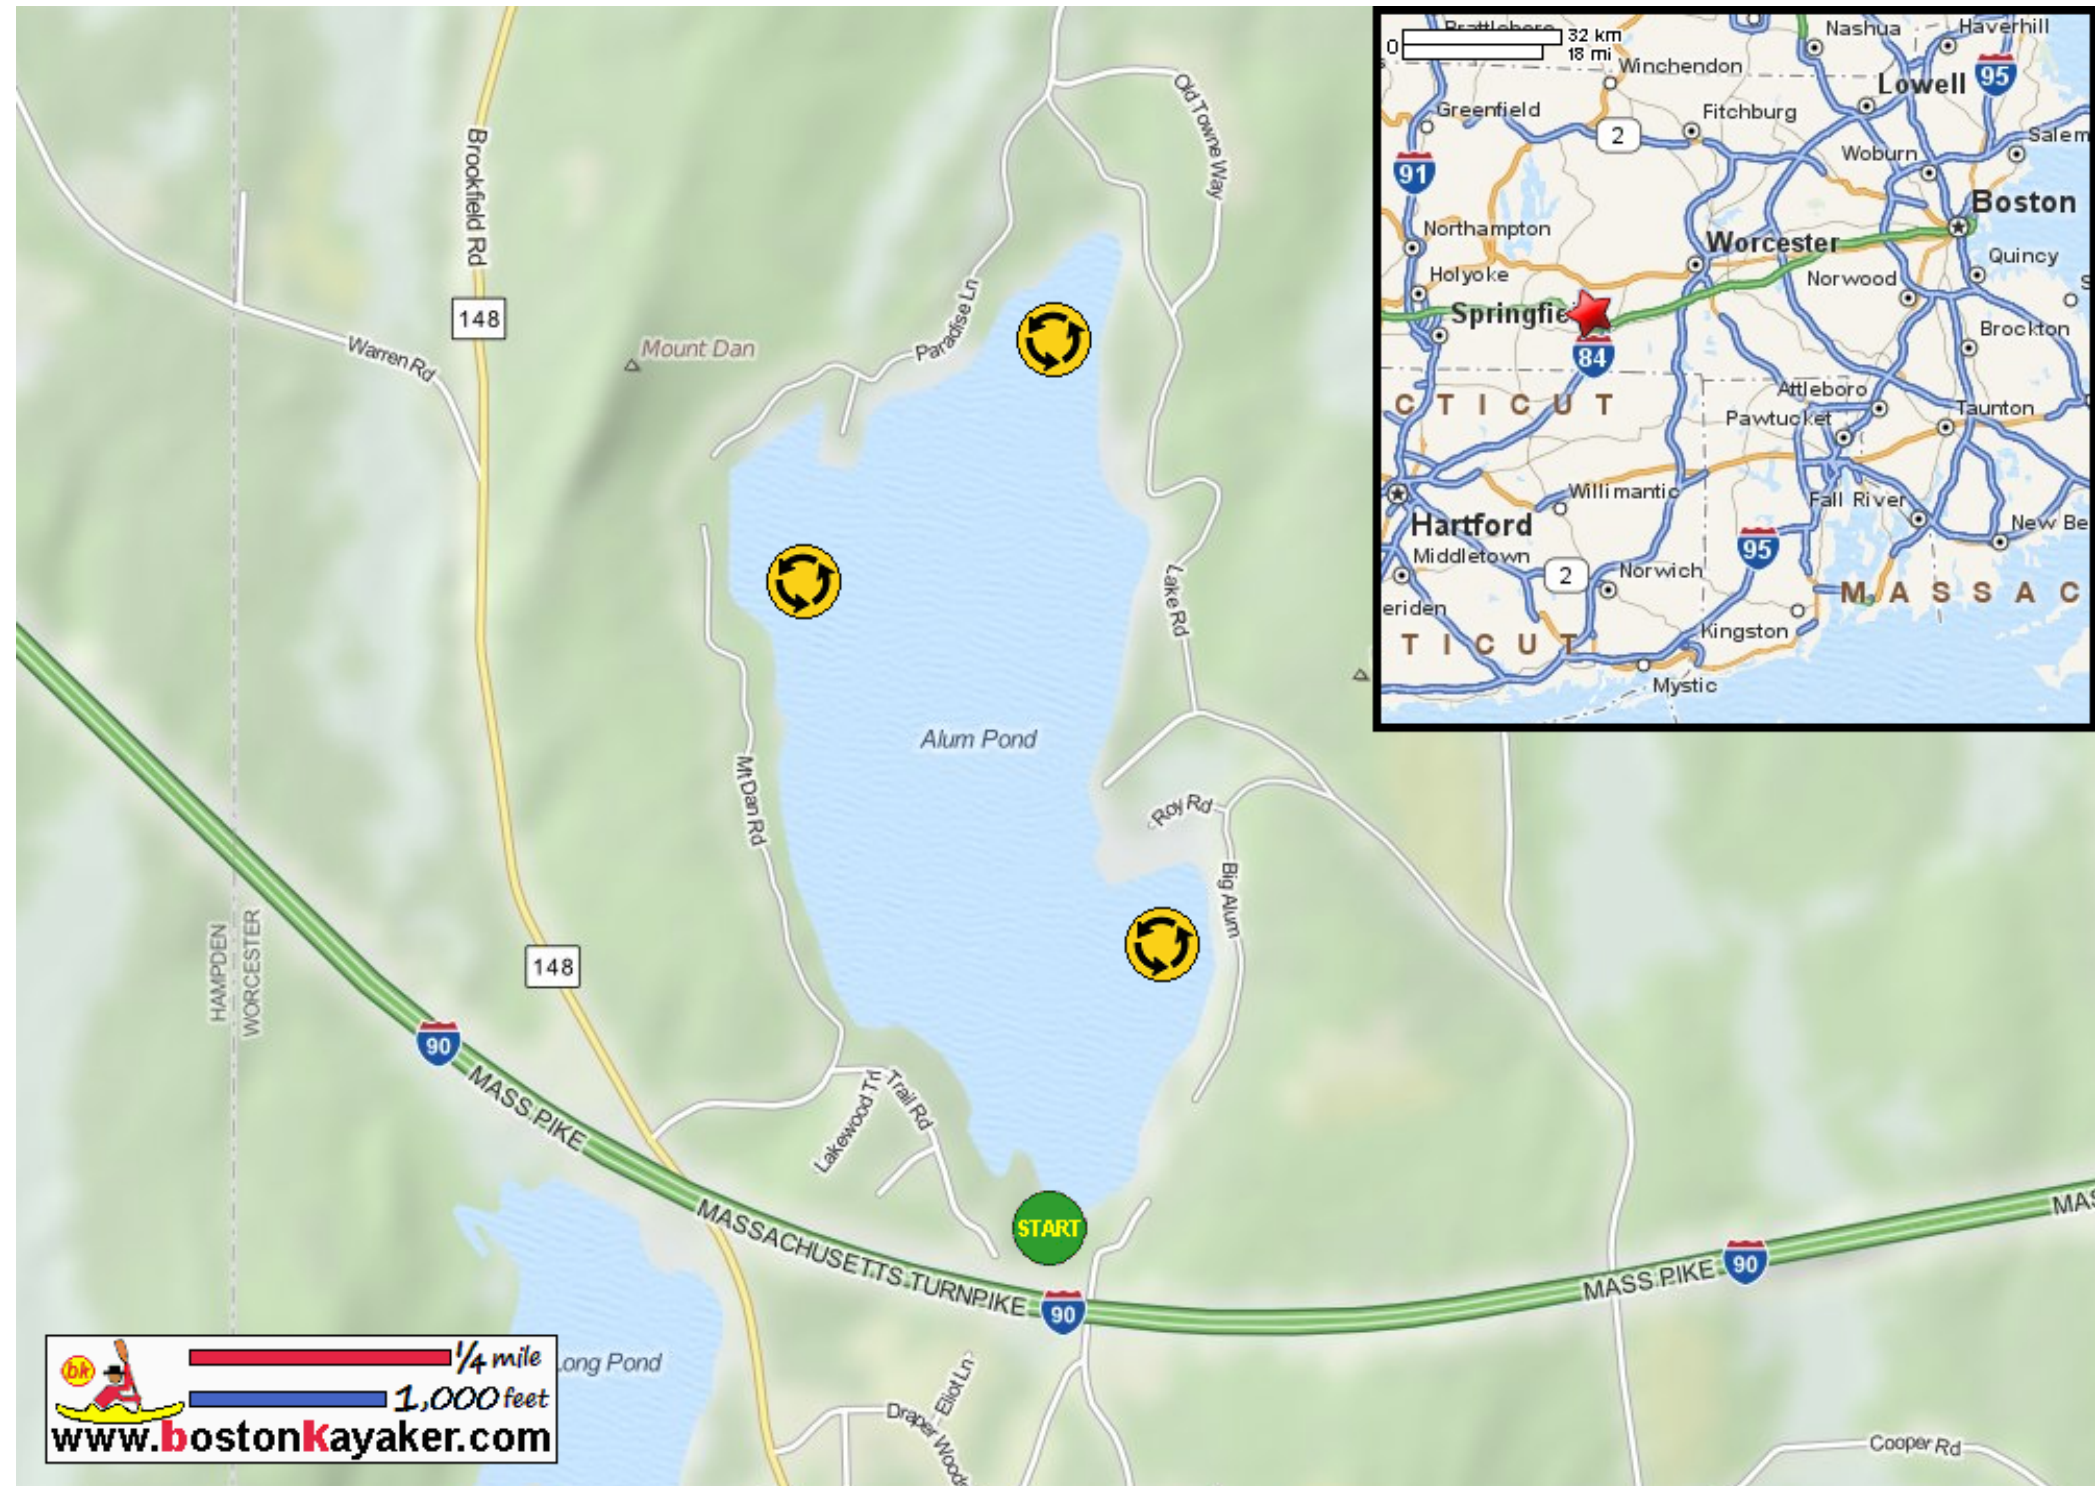 Brookfield Rd
148
Warren Rd
Mount Dan
Paradise Ln
Old Towne Way
Lake Rd
Alum Pond
Mt Dan Rd
Roy Rd
Big Alum
HAMPDEN
WORCESTER
148
90
MASS PIKE
Lakewood Trl
Trail Rd
START
MASSACHUSETTS TURNPIKE
90
MASS PIKE
90
Long Pond
Eliot Ln
Draper Woods
Cooper Rd
bk
1/4 mile
1,000 feet
www.bostonkayaker.com
Brattleboro
0
32 km
18 mi
Nashua
Haverhill
Winchendon
Lowell
95
Greenfield
Fitchburg
2
Salem
Woburn
91
Boston
Northampton
Worcester
Quincy
Holyoke
Norwood
Springfie
84
Brockton
CTICUT
Attleboro
Pawtucket
Taunton
Willimantic
Fall River
Hartford
New Be
Middletown
95
2
Norwich
MASSAC
eriden
Kingston
TICUT
Mystic